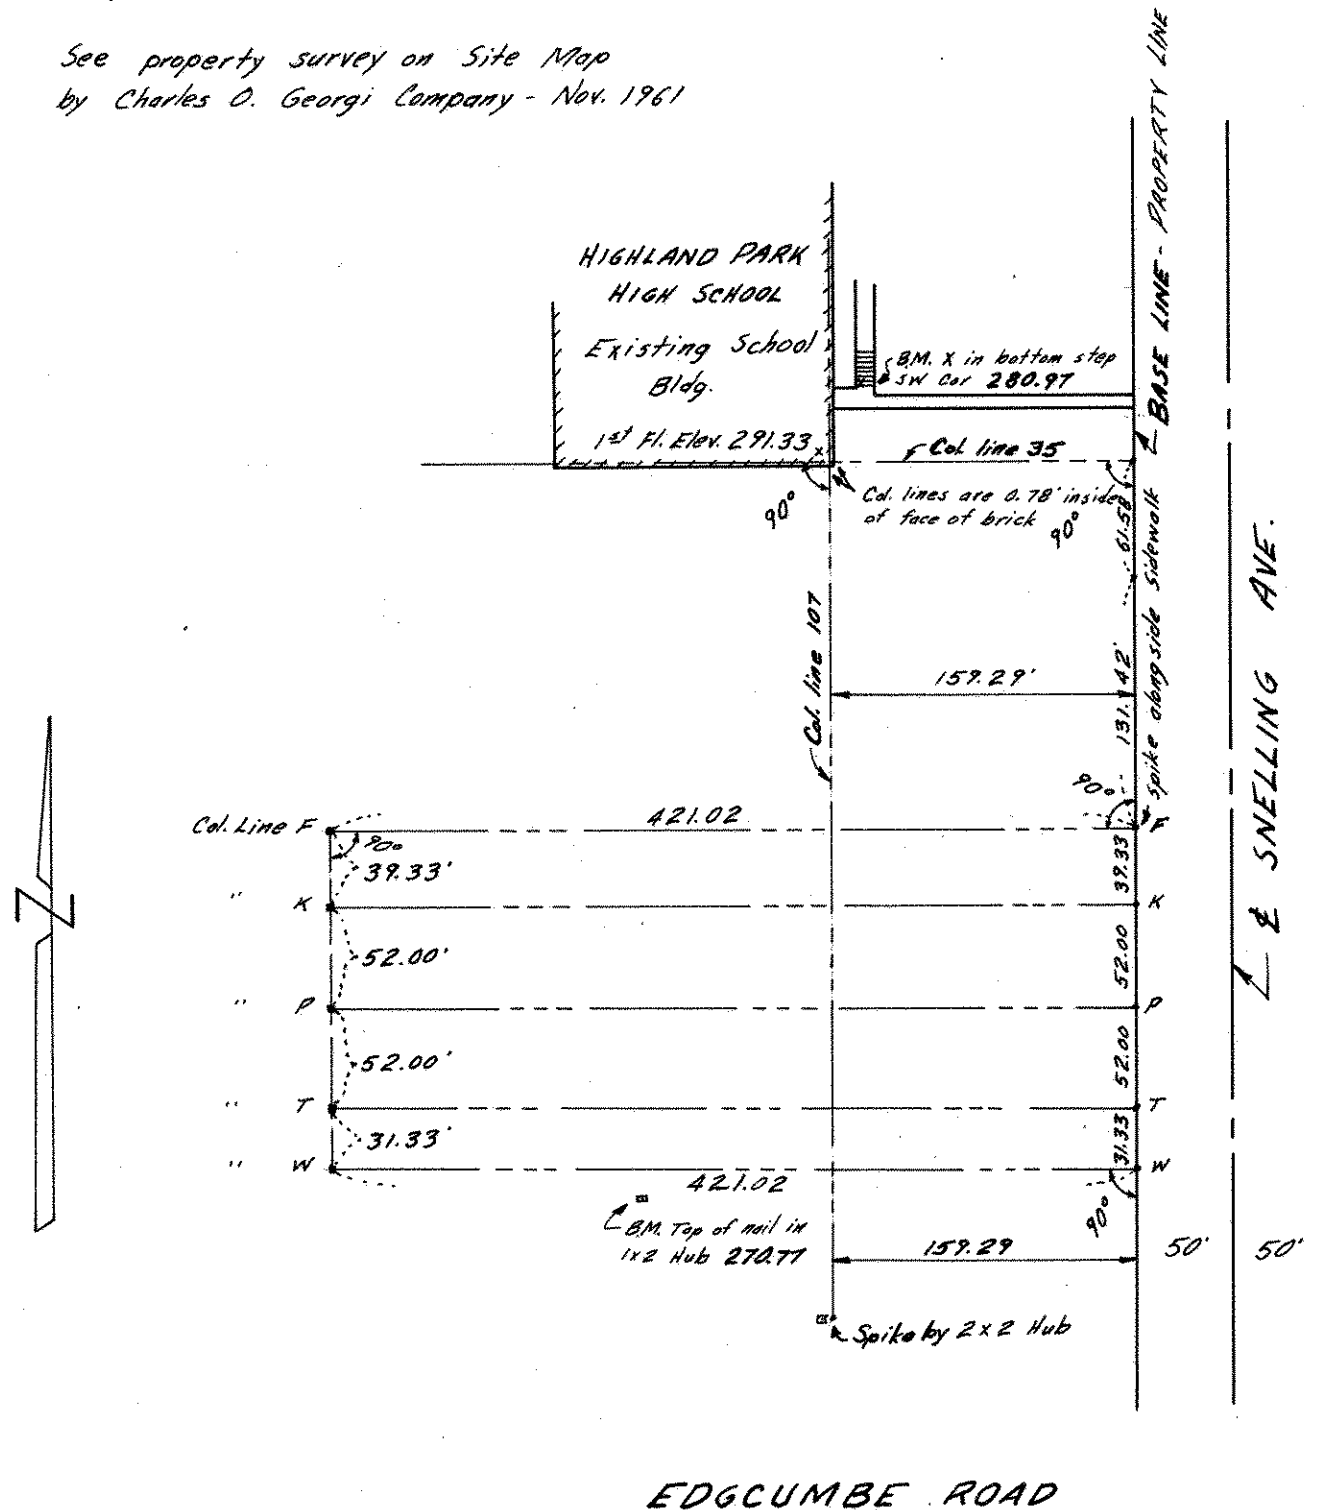 See property survey on Site Map
by Charles O. Georgi Company - Nov. 1961
BASE LINE - PROPERTY LINE
HIGHLAND PARK
HIGH SCHOOL
Existing School
Bldg.
1st Fl. Elev. 291.33
B.M. X in bottom step
SW Cor 280.97
Col. line 35
Col. lines are 0.78' inside
of face of brick
90°
90°
61.58
Spike alongside sidewalk
131.42'
Col. line 107
159.29'
℄ SNELLING AVE.
90°
Col. Line F
421.02
F
90°
39.33'
39.33
" K
K
52.00'
52.00
" P
P
52.00'
52.00
" T
T
31.33'
31.33
" W
W
421.02
90°
B.M. Top of nail in
1x2 Hub 270.77
159.29
50'
50'
Spike by 2x2 Hub
Z
EDGCUMBE ROAD